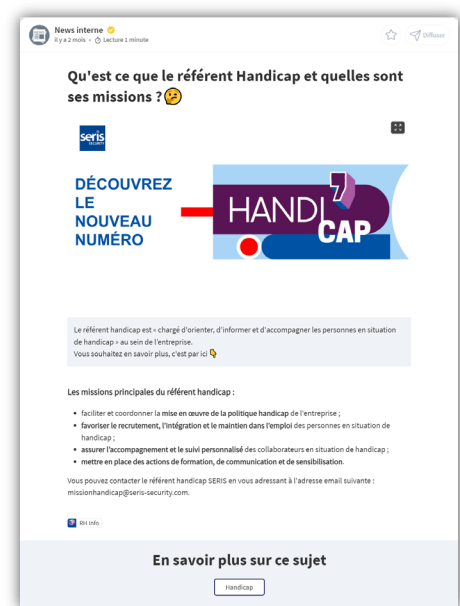 News interne
il y a 2 mois • Lecture 1 minute
Diffuser
Qu'est ce que le référent Handicap et quelles sont
ses missions ?
seris
SECURITY
DÉCOUVREZ
LE
NOUVEAU
NUMÉRO
HANDI'
CAP
Le référent handicap est « chargé d'orienter, d'informer et d'accompagner les personnes en situation
de handicap » au sein de l'entreprise.
Vous souhaitez en savoir plus, c'est par ici
Les missions principales du référent handicap :
• faciliter et coordonner la mise en œuvre de la politique handicap de l'entreprise ;
• favoriser le recrutement, l'intégration et le maintien dans l'emploi des personnes en situation de
handicap ;
• assurer l'accompagnement et le suivi personnalisé des collaborateurs en situation de handicap ;
• mettre en place des actions de formation, de communication et de sensibilisation.
Vous pouvez contacter le référent handicap SERIS en vous adressant à l'adresse email suivante :
missionhandicap@seris-security.com.
RH Info
En savoir plus sur ce sujet
Handicap